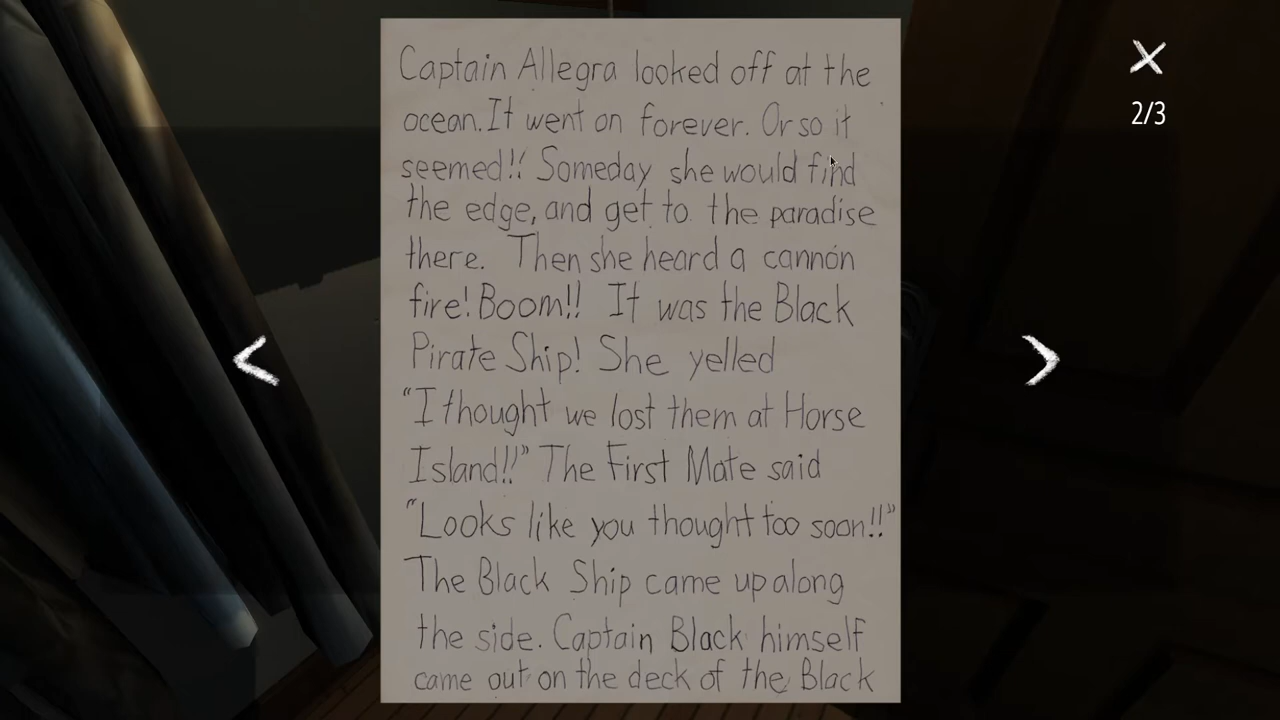 Captain Allegra looked off at the
ocean. It went on forever. Or so it
seemed!! Someday she would find
the edge, and get to the paradise
there. Then she heard a cannon
fire! Boom!! It was the Black
Pirate Ship! She yelled
"I thought we lost them at Horse
Island!!" The First Mate said
"Looks like you thought too soon!!"
The Black Ship came up along
the side. Captain Black himself
came out on the deck of the Black
2/3